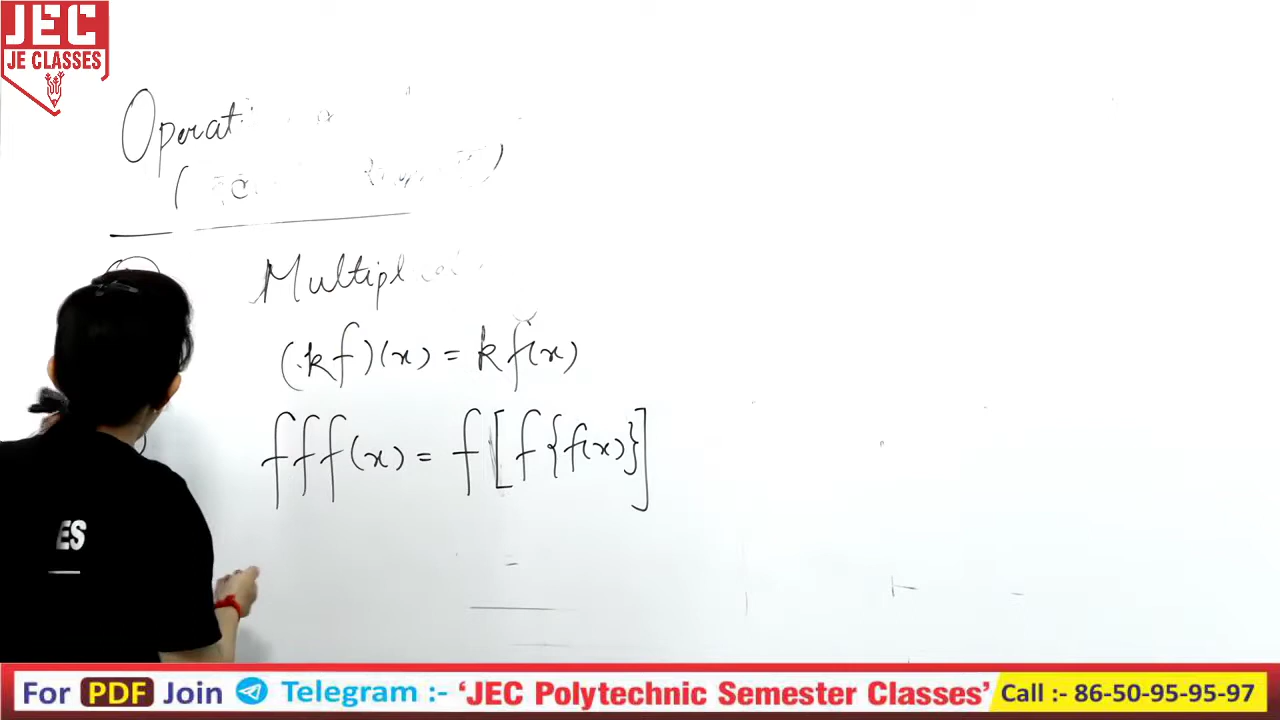 JEC
JE CLASSES
Operat
(kf)(x) = kf(x)
fff(x) = f[f{f(x)}]
ES
For PDF Join Telegram :- ‘JEC Polytechnic Semester Classes’ Call :- 86-50-95-95-97